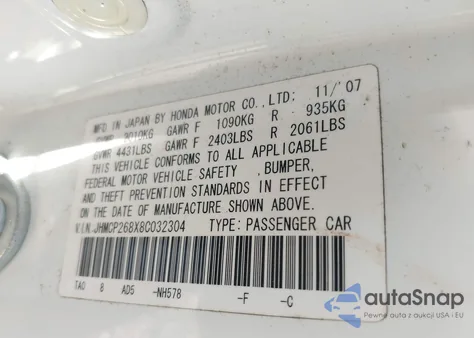 MFD. IN JAPAN BY HONDA MOTOR CO.,LTD: 11/'07
GVWR 2010KG GAWR F 1090KG R 935KG
GVWR 4431LBS GAWR F 2403LBS R 2061LBS
THIS VEHICLE CONFORMS TO ALL APPLICABLE
FEDERAL MOTOR VEHICLE SAFETY ,BUMPER,
AND THEFT PREVENTION STANDARDS IN EFFECT
ON THE DATE OF MANUFACTURE SHOWN ABOVE.
V.I.N. JHMCP268X8C032304 TYPE: PASSENGER CAR
TAO 8 AD5 -NH578 -F -C
autoSnap
Pewne auta z aukcji USA i EU